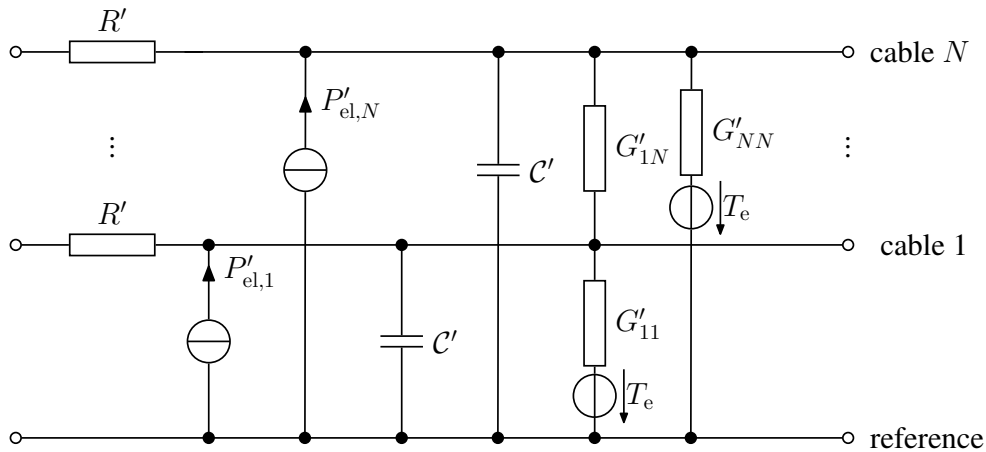 R′
cable N
P′el,N
⋮
G′1N
G′NN
⋮
C′
R′
Te
cable 1
P′el,1
G′11
C′
Te
reference